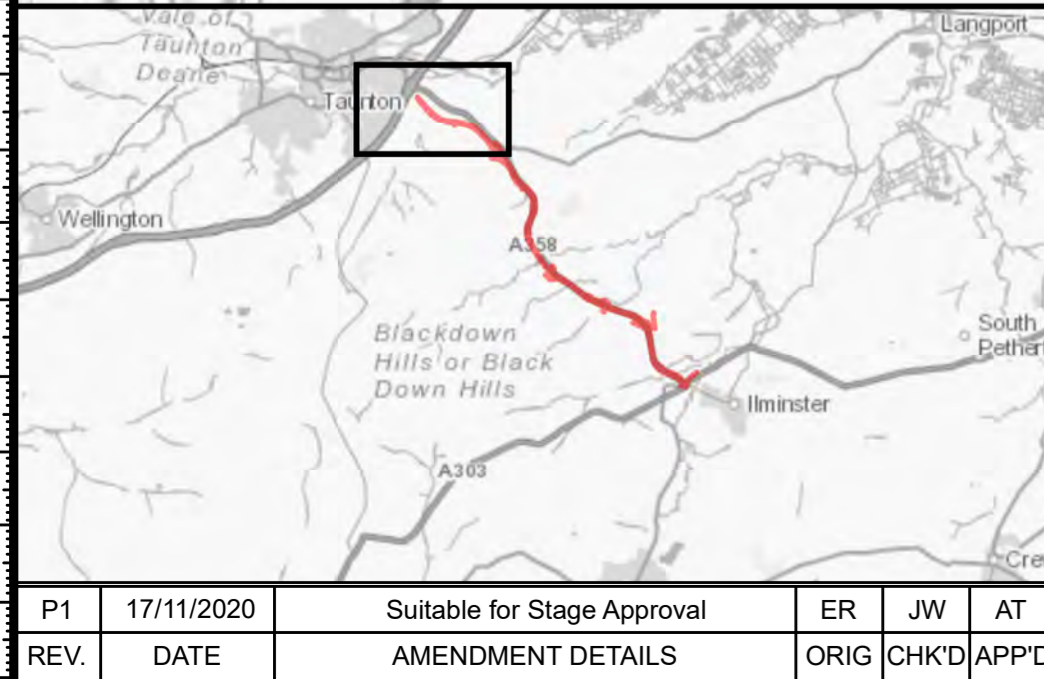 Vale of
Taunton
Deane
Langport
Taunton
Wellington
A358
Blackdown
Hills or Black
Down Hills
South
Pether
Ilminster
A303
Cre
P1 17/11/2020 Suitable for Stage Approval ER JW AT
REV. DATE AMENDMENT DETAILS ORIG CHK'D APP'D